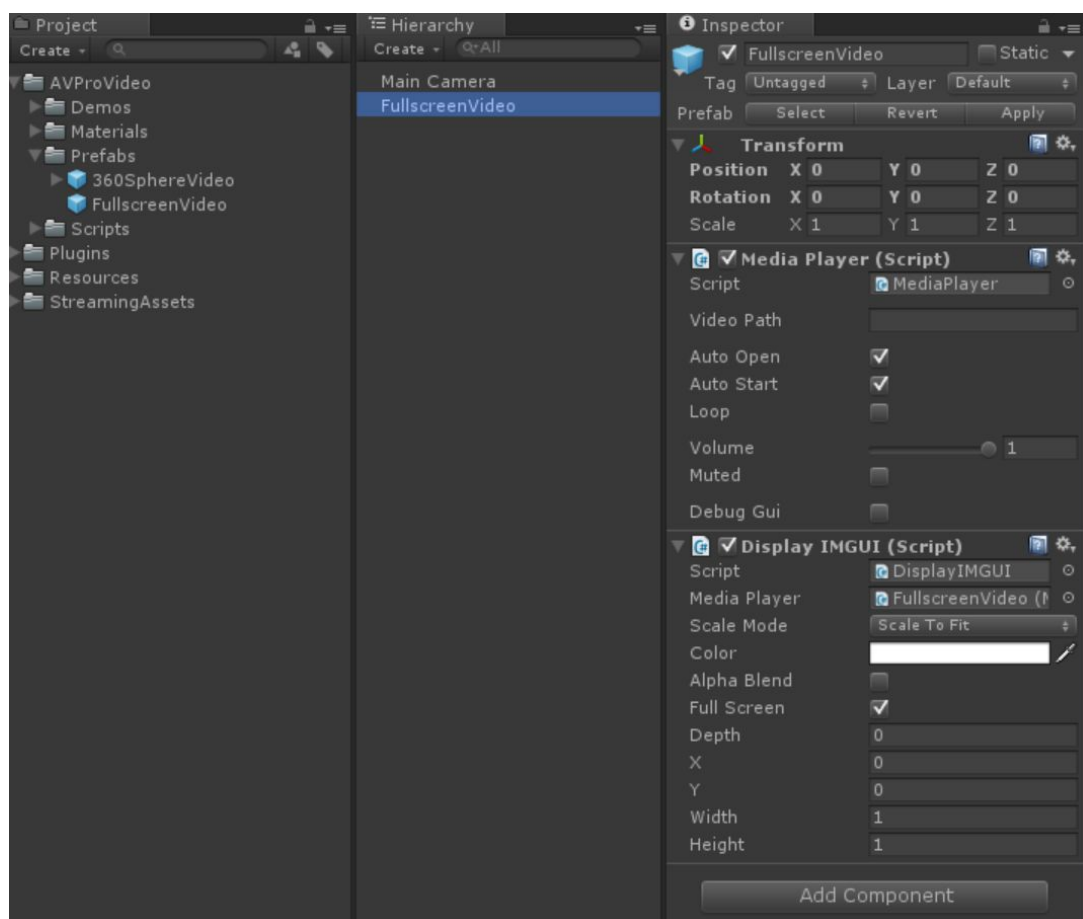 Project
Create
AVProVideo
Demos
Materials
Prefabs
360SphereVideo
FullscreenVideo
Scripts
Plugins
Resources
StreamingAssets
Hierarchy
Create All
Main Camera
FullscreenVideo
Inspector
FullscreenVideo Static
Tag Untagged Layer Default
Prefab Select Revert Apply
Transform
Position X 0 Y 0 Z 0
Rotation X 0 Y 0 Z 0
Scale X 1 Y 1 Z 1
Media Player (Script)
Script MediaPlayer
Video Path
Auto Open
Auto Start
Loop
Volume 1
Muted
Debug Gui
Display IMGUI (Script)
Script DisplayIMGUI
Media Player FullscreenVideo (M
Scale Mode Scale To Fit
Color
Alpha Blend
Full Screen
Depth 0
X 0
Y 0
Width 1
Height 1
Add Component